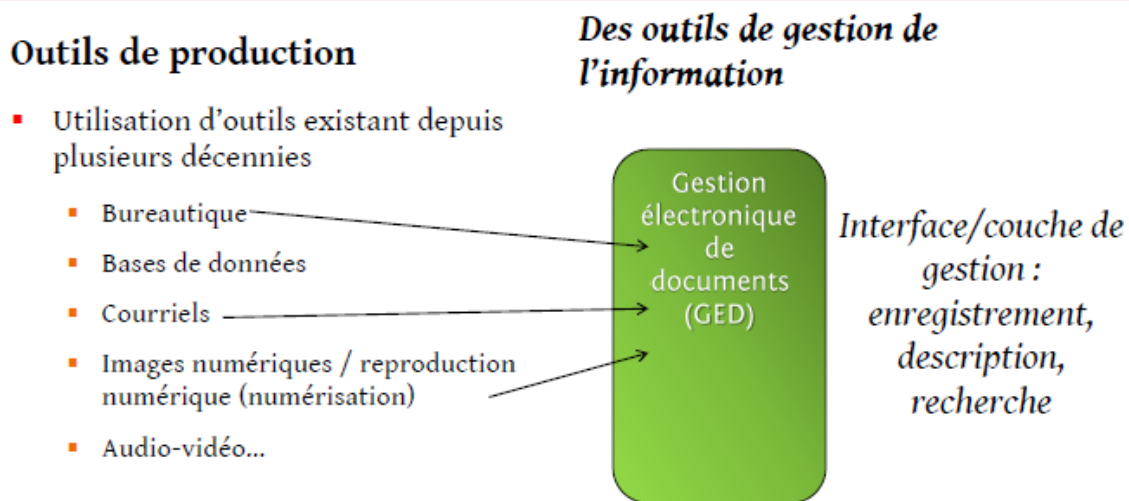 Outils de production
▪ Utilisation d'outils existant depuis
plusieurs décennies
▪ Bureautique
▪ Bases de données
▪ Courriels
▪ Images numériques / reproduction
numérique (numérisation)
▪ Audio-vidéo...
Des outils de gestion de
l'information
Gestion
électronique
de
documents
(GED)
Interface/couche de
gestion :
enregistrement,
description,
recherche